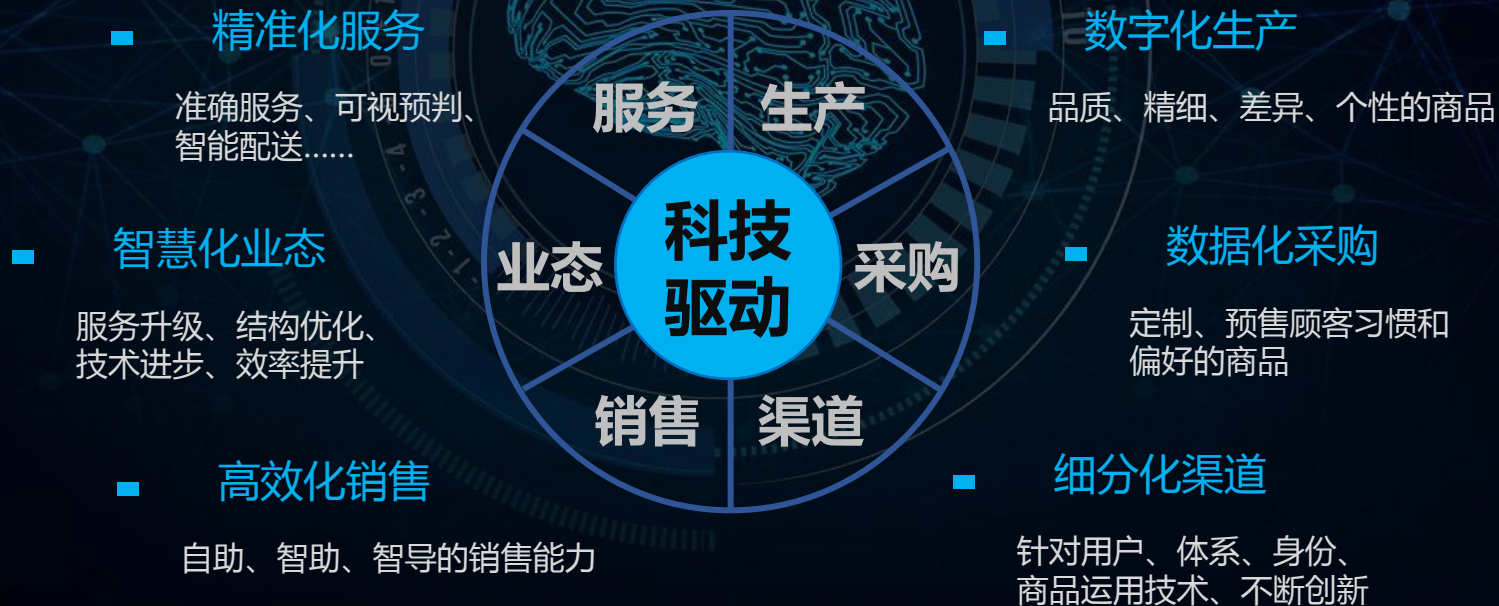 精准化服务
准确服务、可视预判、
智能配送……
智慧化业态
服务升级、结构优化、
技术进步、效率提升
高效化销售
自助、智助、智导的销售能力
服务
生产
业态
科技
驱动
采购
销售
渠道
数字化生产
品质、精细、差异、个性的商品
数据化采购
定制、预售顾客习惯和
偏好的商品
细分化渠道
针对用户、体系、身份、
商品运用技术、不断创新
0
-4
-3
-2
-1